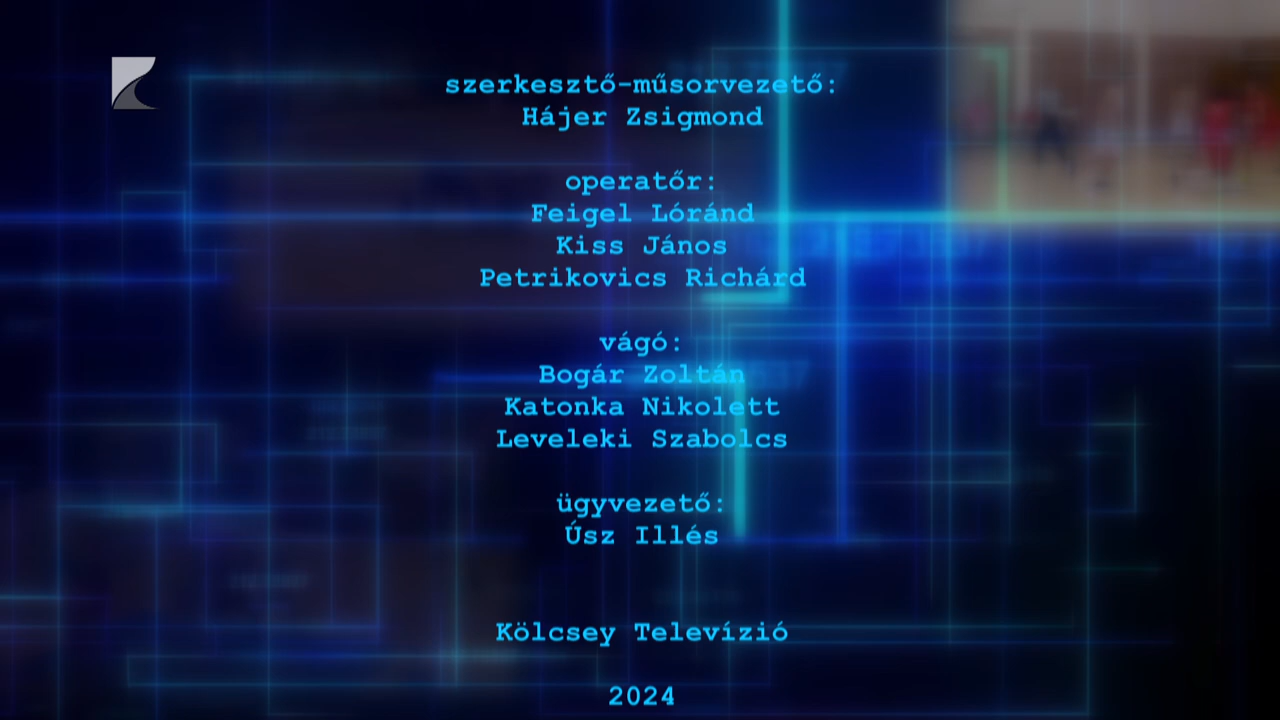 szerkesztő-műsorvezető:
Hájer Zsigmond
operatőr:
Feigel Lóránd
Kiss János
Petrikovics Richárd
vágó:
Bogár Zoltán
Katonka Nikolett
Leveleki Szabolcs
ügyvezető:
Úsz Illés
Kölcsey Televízió
2024